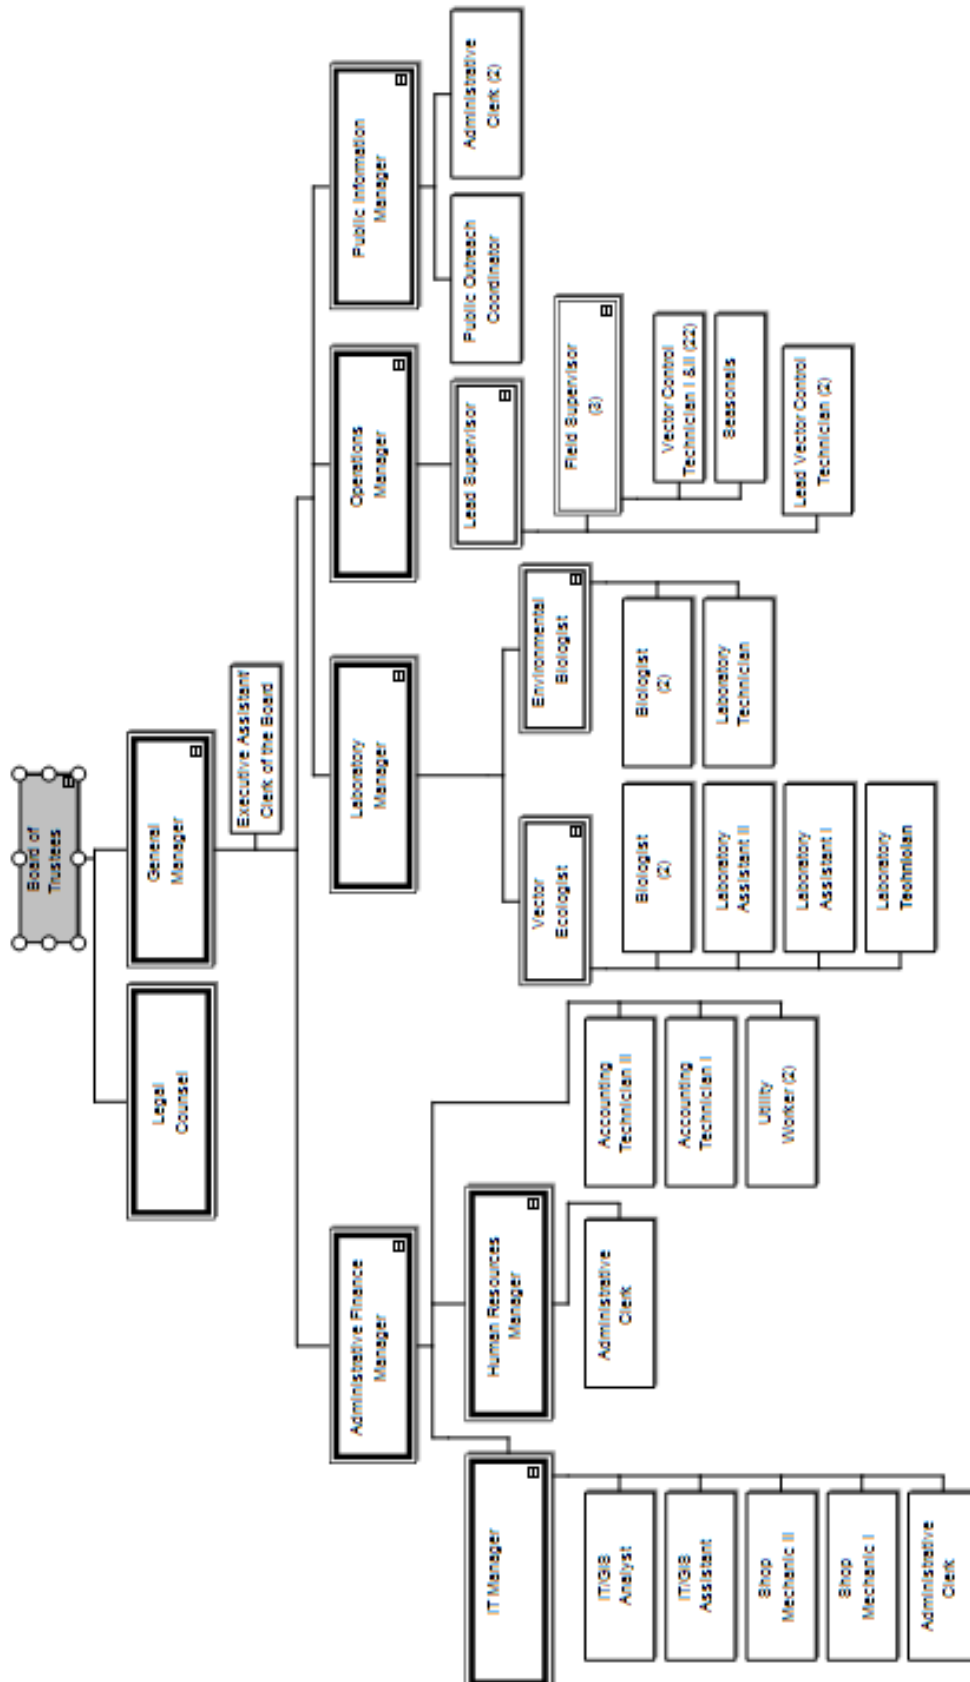 Board of
Trustees
Legal
Counsel
General
Manager
Executive Assistant/
Clerk of the Board
Administrative Finance
Manager
Laboratory
Manager
Operations
Manager
Public Information
Manager
IT Manager
IT/GIS
Analyst
IT/GIS
Assistant
Shop
Mechanic II
Shop
Mechanic I
Administrative
Clerk
Human Resources
Manager
Administrative
Clerk
Accounting
Technician II
Accounting
Technician I
Utility
Worker (2)
Vector
Ecologist
Biologist
(2)
Laboratory
Assistant II
Laboratory
Assistant I
Laboratory
Technician
Environmental
Biologist
Biologist
(2)
Laboratory
Technician
Lead Supervisor
Field Supervisor
(3)
Vector Control
Technician I & II (22)
Seasonals
Lead Vector Control
Technician (2)
Public Outreach
Coordinator
Administrative
Clerk (2)